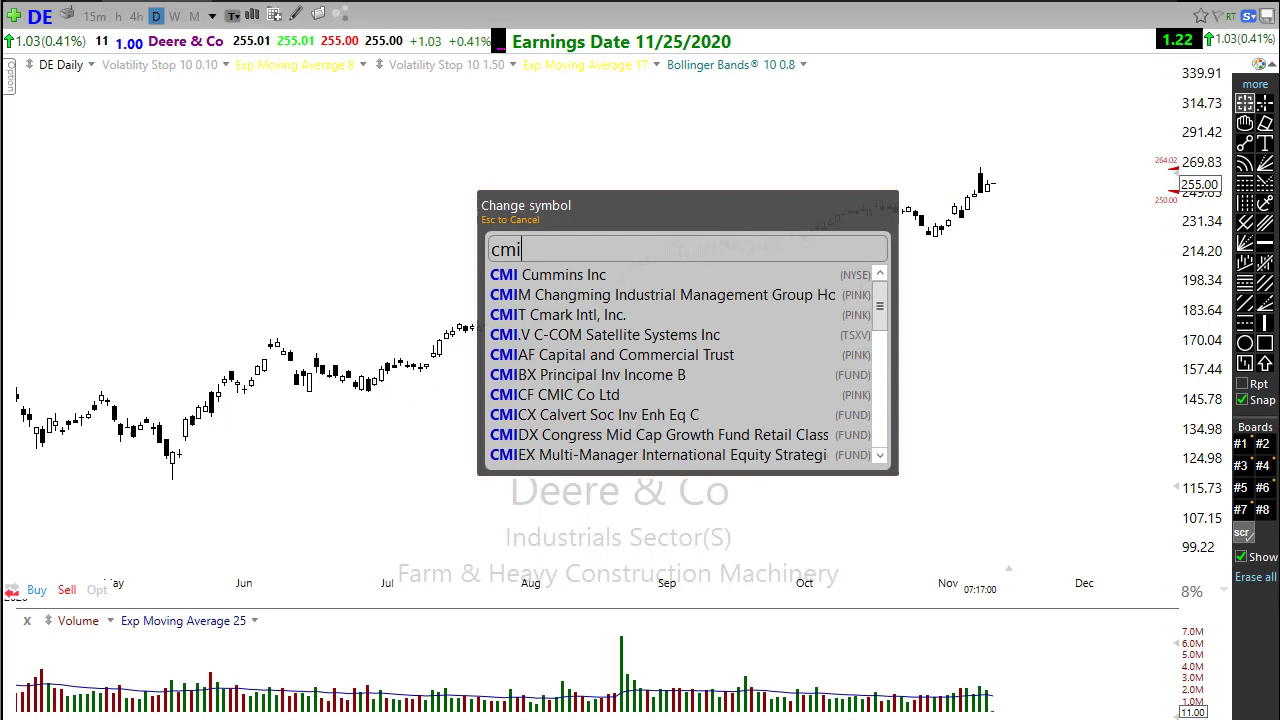 DE 15m h 4h D W M T RT S
1.03(0.41%) 11 1.00 Deere & Co 255.01 255.01 255.00 255.00 +1.03 +0.41% ... Earnings Date 11/25/2020 1.22 1.03(0.41%)
Option
DE Daily Volatility Stop 10 0.10 Exp Moving Average 8 Volatility Stop 10 1.50 Exp Moving Average 17 Bollinger Bands® 10 0.8
339.91
314.73
291.42
264.02
269.83
255.00
250.00
231.34
214.20
198.34
183.64
170.04
157.44
145.78
134.98
124.98
115.73
107.15
99.22
more
T
Rpt
Snap
Boards
#1 #2
#3 #4
#5 #6
#7 #8
scr
Show
Erase all
Change symbol
Esc to Cancel
cmi
CMI Cummins Inc (NYSE)
CMIM Changming Industrial Management Group Hc (PINK)
CMIT Cmark Intl, Inc. (PINK)
CMI.V C-COM Satellite Systems Inc (TSXV)
CMIAF Capital and Commercial Trust (PINK)
CMIBX Principal Inv Income B (FUND)
CMICF CMIC Co Ltd (PINK)
CMICX Calvert Soc Inv Enh Eq C (FUND)
CMIDX Congress Mid Cap Growth Fund Retail Class (FUND)
CMIEX Multi-Manager International Equity Strategi (FUND)
Deere & Co
Industrials Sector(S)
Farm & Heavy Construction Machinery
May Jun Jul Aug Sep Oct Nov Dec
07:17:00
8%
Buy Sell Opt
X Volume Exp Moving Average 25
7.0M
6.0M
5.0M
4.0M
3.0M
2.0M
1.0M
11.00